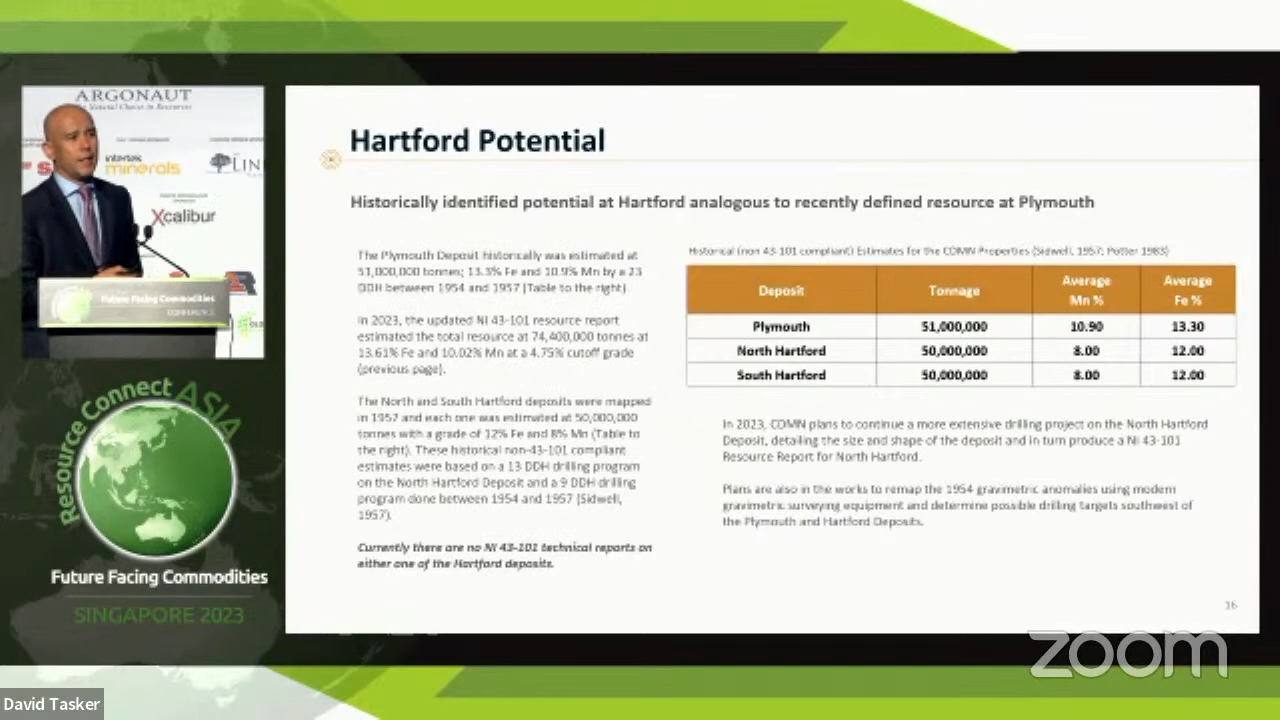 ARGONAUT
intertek
minerals
LIN
Xcalibur
Future Facing Commodities
CONFERENCE
Resource Connect ASIA
Future Facing Commodities
SINGAPORE 2023
David Tasker
Hartford Potential
Historically identified potential at Hartford analogous to recently defined resource at Plymouth
The Plymouth Deposit historically was estimated at
51,000,000 tonnes; 13.3% Fe and 10.9% Mn by a 23
DDH between 1954 and 1957 (Table to the right).
In 2023, the updated NI 43-101 resource report
estimated the total resource at 74,400,000 tonnes at
13.61% Fe and 10.02% Mn at a 4.75% cutoff grade
(previous page).
The North and South Hartford deposits were mapped
in 1957 and each one was estimated at 50,000,000
tonnes with a grade of 12% Fe and 8% Mn (Table to
the right). These historical non-43-101 compliant
estimates were based on a 13 DDH drilling program
on the North Hartford Deposit and a 9 DDH drilling
program done between 1954 and 1957 (Sidwell,
1957).
Currently there are no NI 43-101 technical reports on
either one of the Hartford deposits.
Historical (non 43-101 compliant) Estimates for the CDMN Properties (Sidwell, 1957; Potter 1983)
Deposit Tonnage Average Mn % Average Fe %
Plymouth 51,000,000 10.90 13.30
North Hartford 50,000,000 8.00 12.00
South Hartford 50,000,000 8.00 12.00
In 2023, CDMN plans to continue a more extensive drilling project on the North Hartford
Deposit, detailing the size and shape of the deposit and in turn produce a NI 43-101
Resource Report for North Hartford.
Plans are also in the works to remap the 1954 gravimetric anomalies using modern
gravimetric surveying equipment and determine possible drilling targets southwest of
the Plymouth and Hartford Deposits.
16
zoom